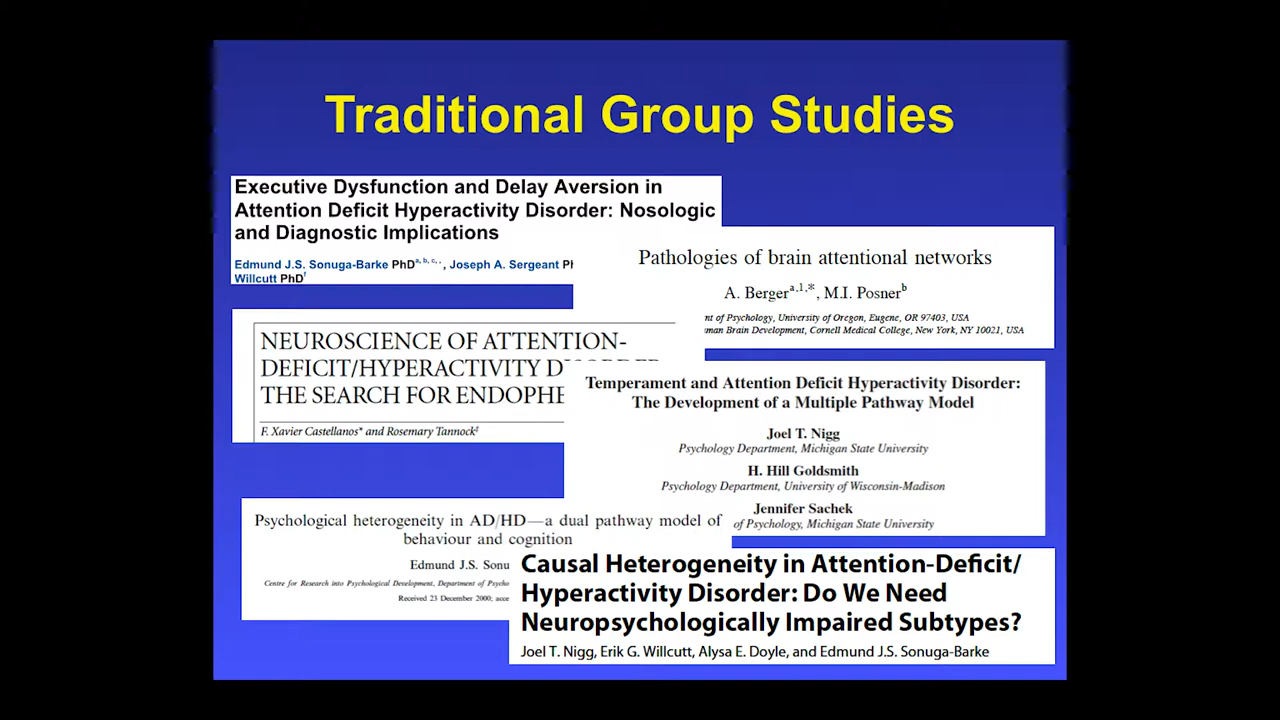 Traditional Group Studies
Executive Dysfunction and Delay Aversion in
Attention Deficit Hyperactivity Disorder: Nosologic
and Diagnostic Implications
Edmund J.S. Sonuga-Barke PhDa, b, c, , Joseph A. Sergeant
Willcutt PhDf
Pathologies of brain attentional networks
A. Bergera,1,*, M.I. Posnerb
of Psychology, University of Oregon, Eugene, OR 97403, USA
Brain Development, Cornell Medical College, New York, NY 10021, USA
NEUROSCIENCE OF ATTENTION-
DEFICIT/HYPERACTIVITY
THE SEARCH FOR
F. Xavier Castellanos* and Rosemary Tannock‡
Temperament and Attention Deficit Hyperactivity Disorder:
The Development of a Multiple Pathway Model
Joel T. Nigg
Psychology Department, Michigan State University
H. Hill Goldsmith
Psychology Department, University of Wisconsin-Madison
Jennifer Sachek
of Psychology, Michigan State University
Psychological heterogeneity in AD/HD—a dual pathway model of
behaviour and cognition
Edmund J.S.
Centre for Research into Psychological Development, Department of
Received 23 December 2000;
Causal Heterogeneity in Attention-Deficit/
Hyperactivity Disorder: Do We Need
Neuropsychologically Impaired Subtypes?
Joel T. Nigg, Erik G. Willcutt, Alysa E. Doyle, and Edmund J.S. Sonuga-Barke